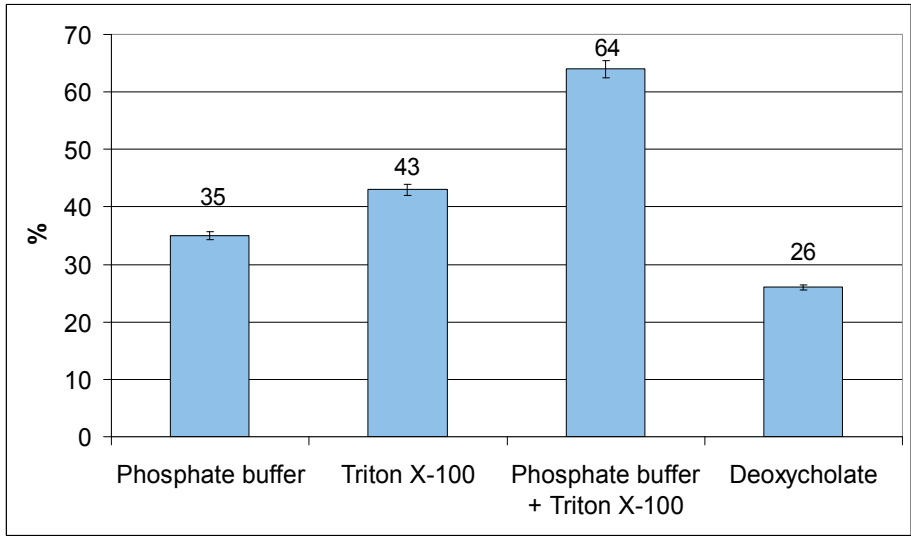 70
60
50
40
30
20
10
0
%
35
43
64
26
Phosphate buffer
Triton X-100
Phosphate buffer
+ Triton X-100
Deoxycholate